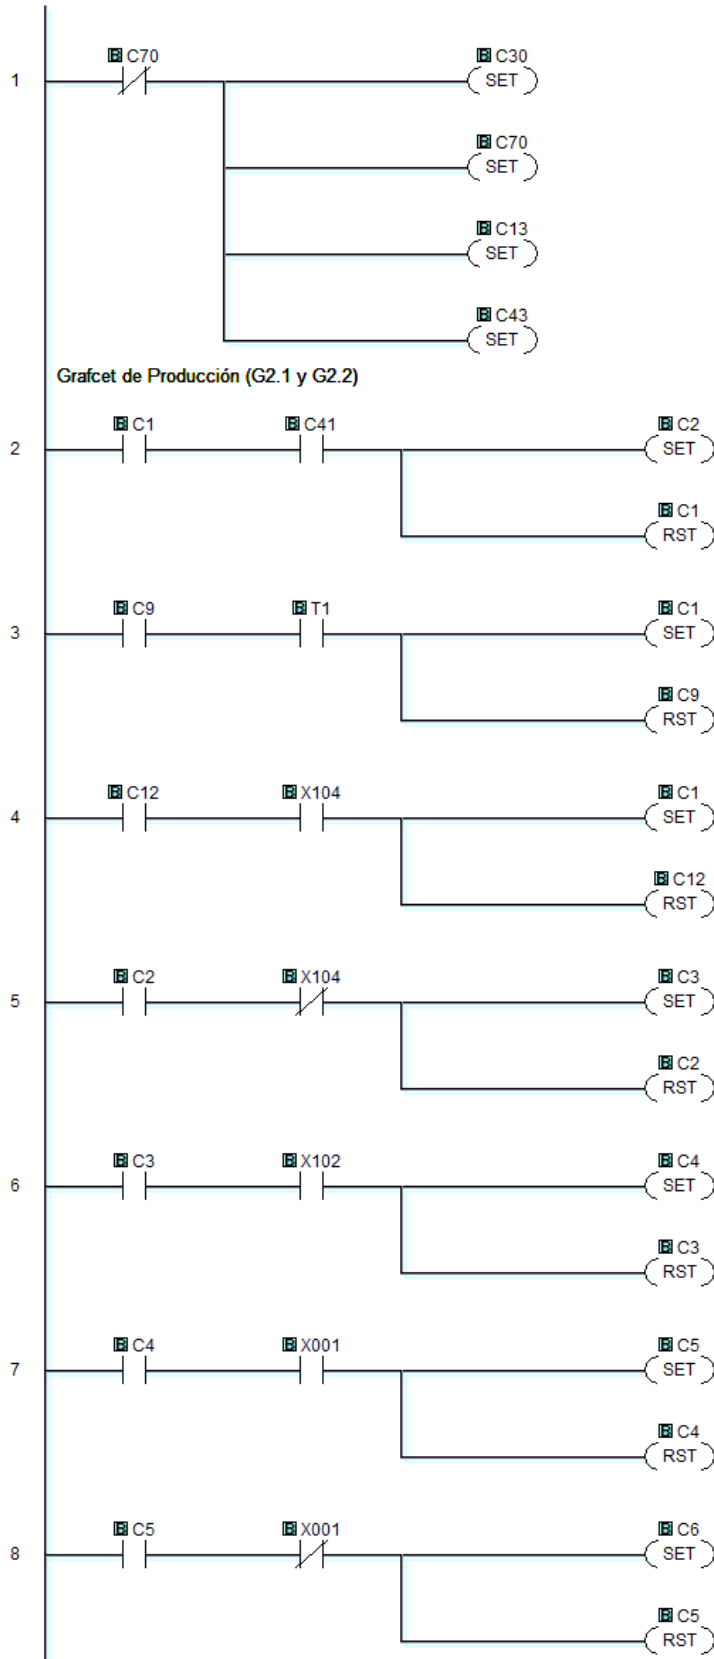 B C70 B C30
1 SET
B C70
SET
B C13
SET
B C43
SET
Grafcet de Producción (G2.1 y G2.2)
B C1 B C41 B C2
2 SET
B C1
RST
B C9 B T1 B C1
3 SET
B C9
RST
B C12 B X104 B C1
4 SET
B C12
RST
B C2 B X104 B C3
5 SET
B C2
RST
B C3 B X102 B C4
6 SET
B C3
RST
B C4 B X001 B C5
7 SET
B C4
RST
B C5 B X001 B C6
8 SET
B C5
RST